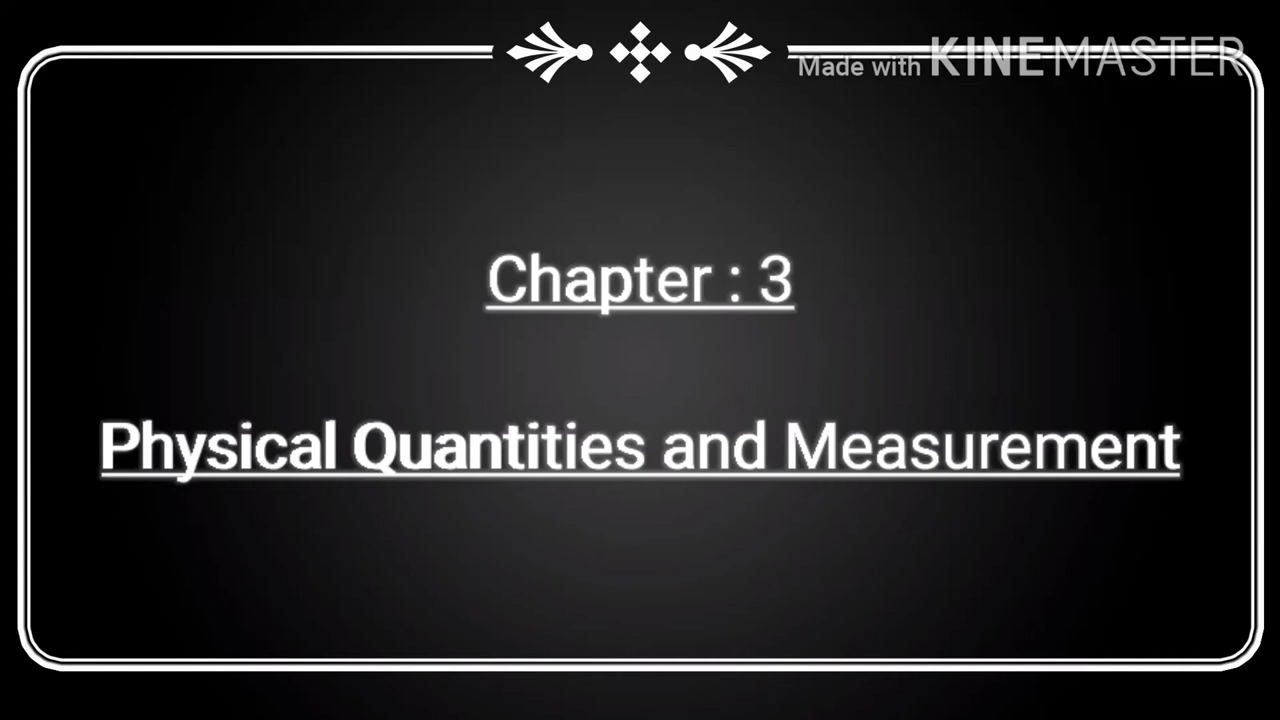 Made with KINEMASTER
Chapter : 3
Physical Quantities and Measurement